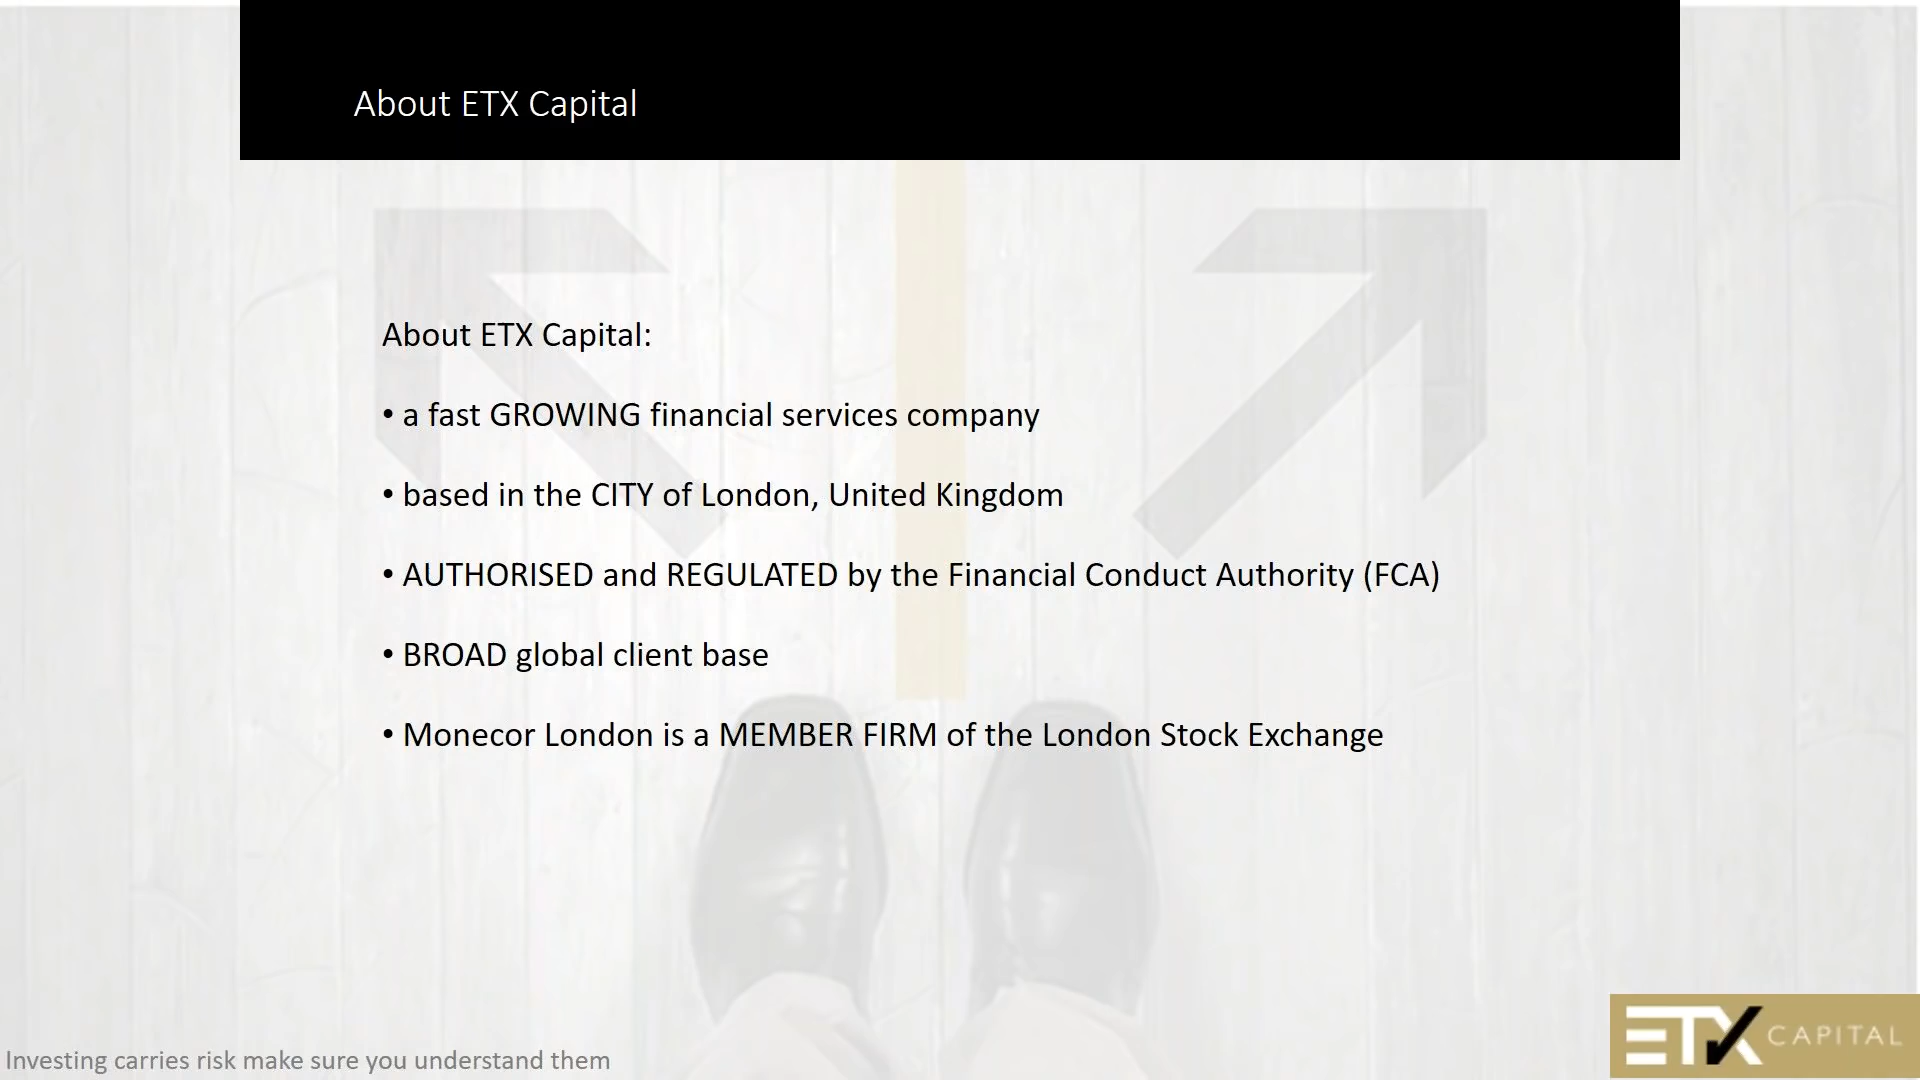 About ETX Capital
About ETX Capital:
• a fast GROWING financial services company
• based in the CITY of London, United Kingdom
• AUTHORISED and REGULATED by the Financial Conduct Authority (FCA)
• BROAD global client base
• Monecor London is a MEMBER FIRM of the London Stock Exchange
ETX CAPITAL
Investing carries risk make sure you understand them